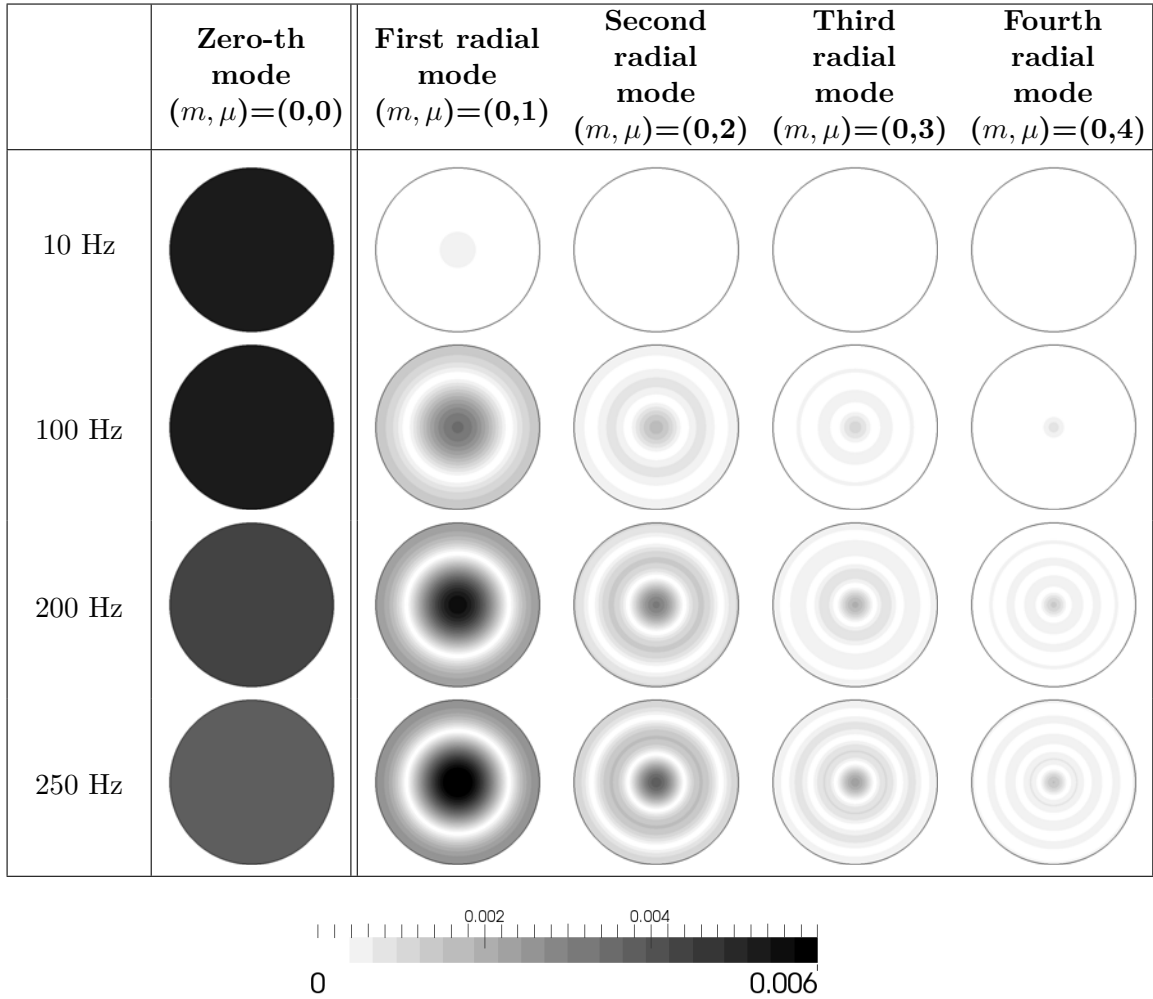 Zero-th
mode
(m, μ)=(0,0)
First radial
mode
(m, μ)=(0,1)
Second
radial
mode
(m, μ)=(0,2)
Third
radial
mode
(m, μ)=(0,3)
Fourth
radial
mode
(m, μ)=(0,4)
10 Hz
100 Hz
200 Hz
250 Hz
0.002 0.004
0 0.006